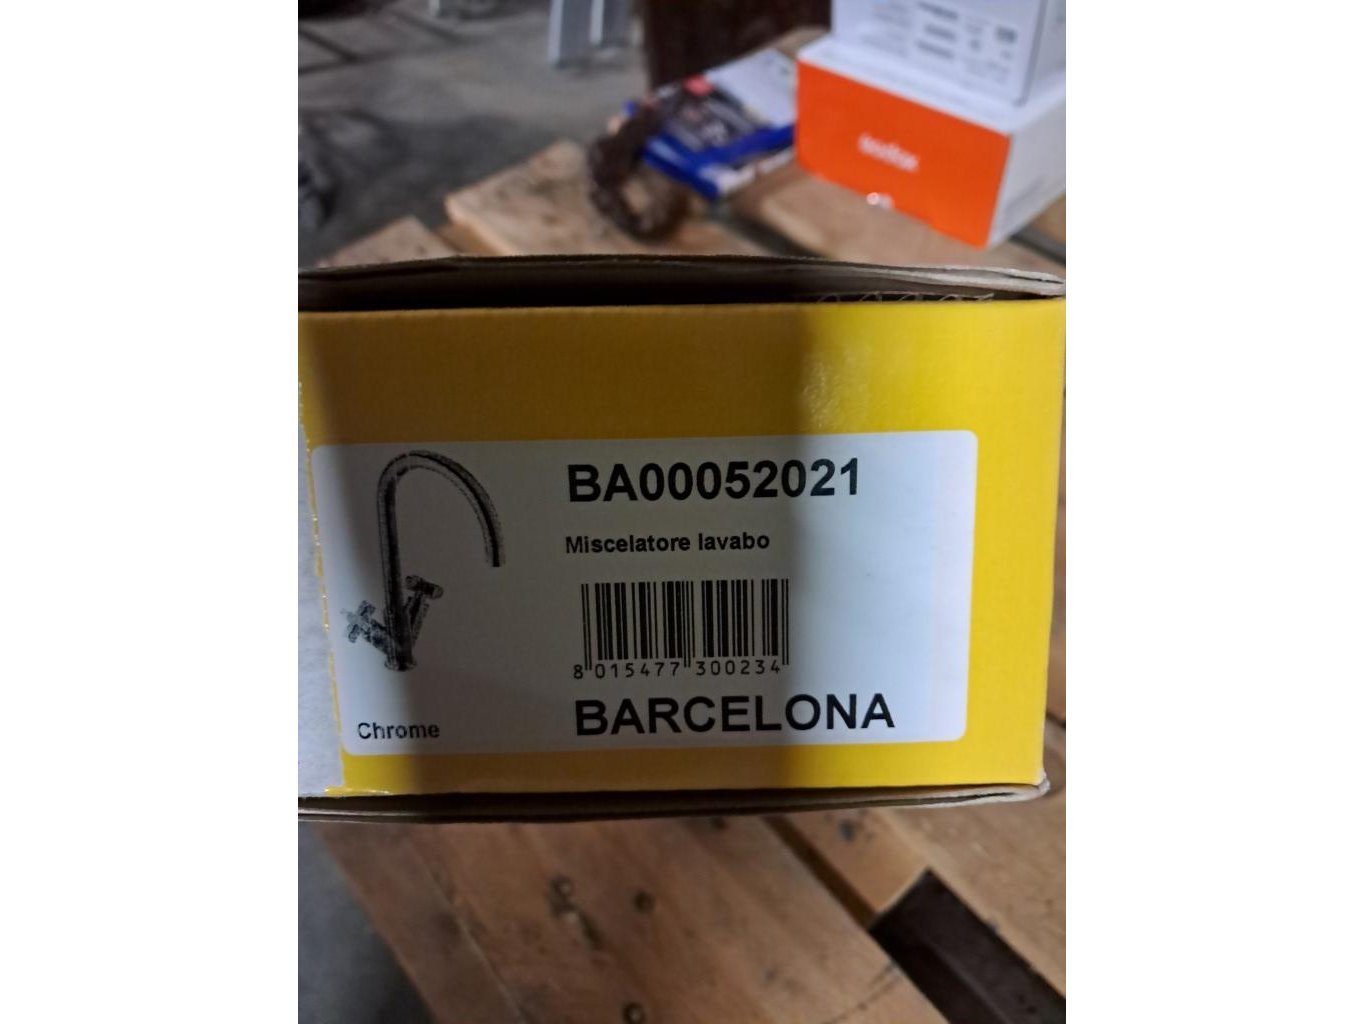 BA00052021
Miscelatore lavabo
8 015477 300234
Chrome
BARCELONA